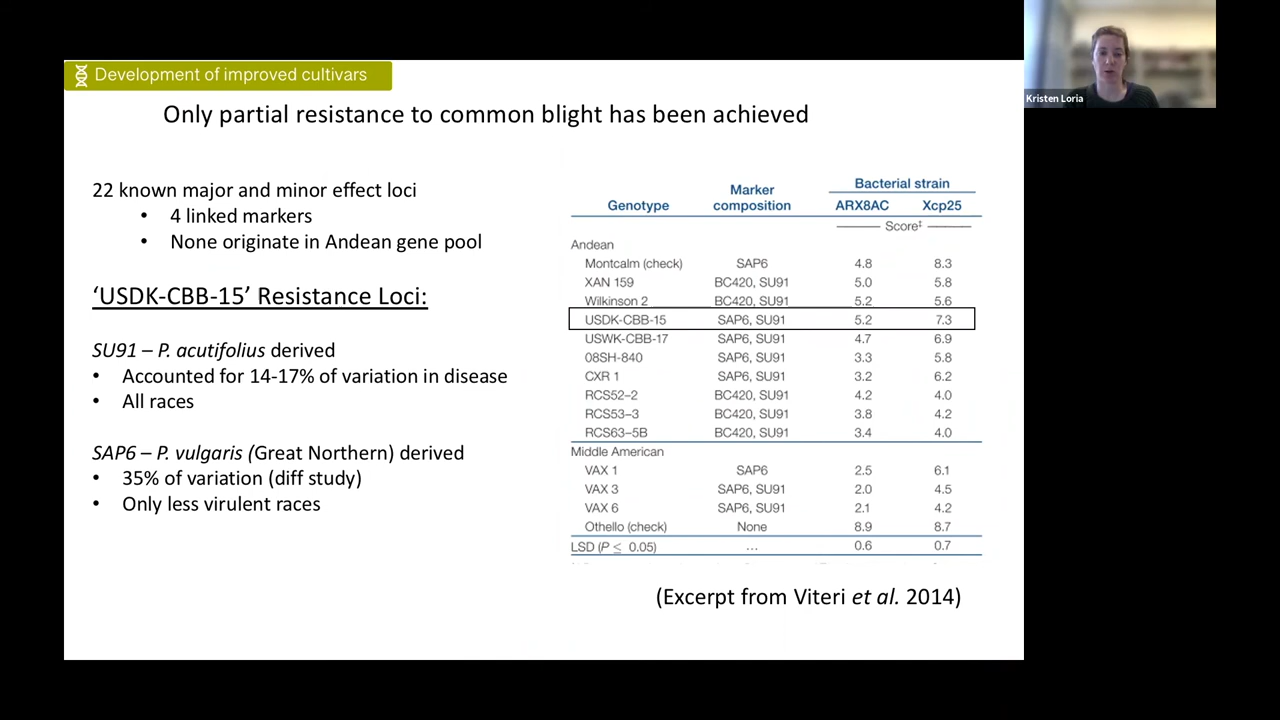 Development of improved cultivars
Kristen Loria
Only partial resistance to common blight has been achieved
22 known major and minor effect loci
• 4 linked markers
• None originate in Andean gene pool
‘USDK-CBB-15’ Resistance Loci:
SU91 – P. acutifolius derived
• Accounted for 14-17% of variation in disease
• All races
SAP6 – P. vulgaris (Great Northern) derived
• 35% of variation (diff study)
• Only less virulent races
Genotype Marker composition Bacterial strain
ARX8AC Xcp25
Score‡
Andean
Montcalm (check) SAP6 4.8 8.3
XAN 159 BC420, SU91 5.0 5.8
Wilkinson 2 BC420, SU91 5.2 5.6
USDK-CBB-15 SAP6, SU91 5.2 7.3
USWK-CBB-17 SAP6, SU91 4.7 6.9
08SH-840 SAP6, SU91 3.3 5.8
CXR 1 SAP6, SU91 3.2 6.2
RCS52–2 BC420, SU91 4.2 4.0
RCS53–3 BC420, SU91 3.8 4.2
RCS63–5B BC420, SU91 3.4 4.0
Middle American
VAX 1 SAP6 2.5 6.1
VAX 3 SAP6, SU91 2.0 4.5
VAX 6 SAP6, SU91 2.1 4.2
Othello (check) None 8.9 8.7
LSD (P ≤ 0.05) ... 0.6 0.7
(Excerpt from Viteri et al. 2014)